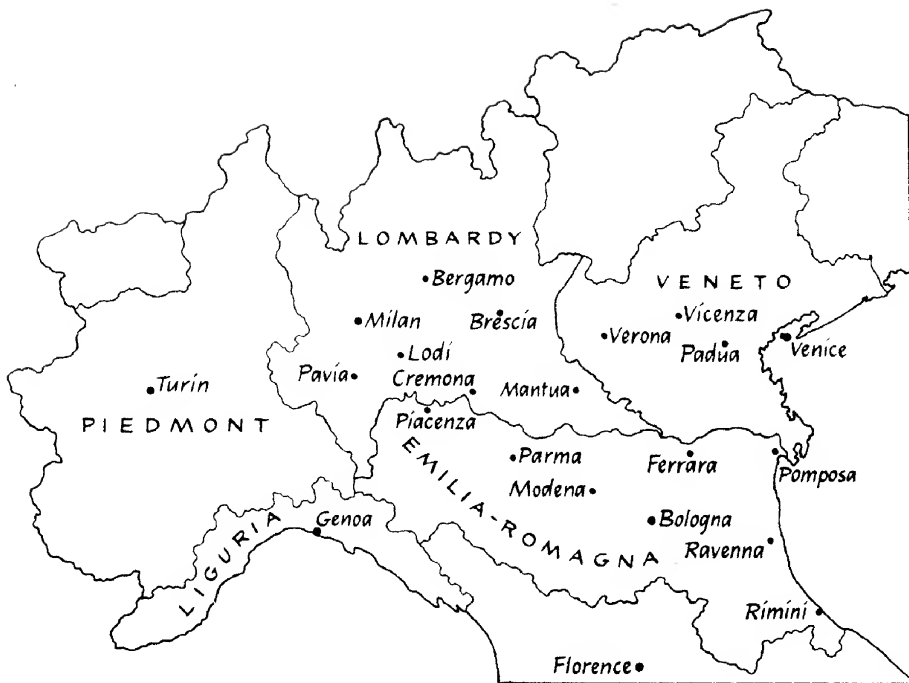 LOMBARDY
Bergamo
VENETO
Milan
Brescia
Vicenza
Verona
Padua
Venice
Lodi
Pavia
Cremona
Mantua
Turin
PIEDMONT
Piacenza
EMILIA-ROMAGNA
Parma
Ferrara
Pomposa
Modena
Genoa
LIGURIA
Bologna
Ravenna
Rimini
Florence